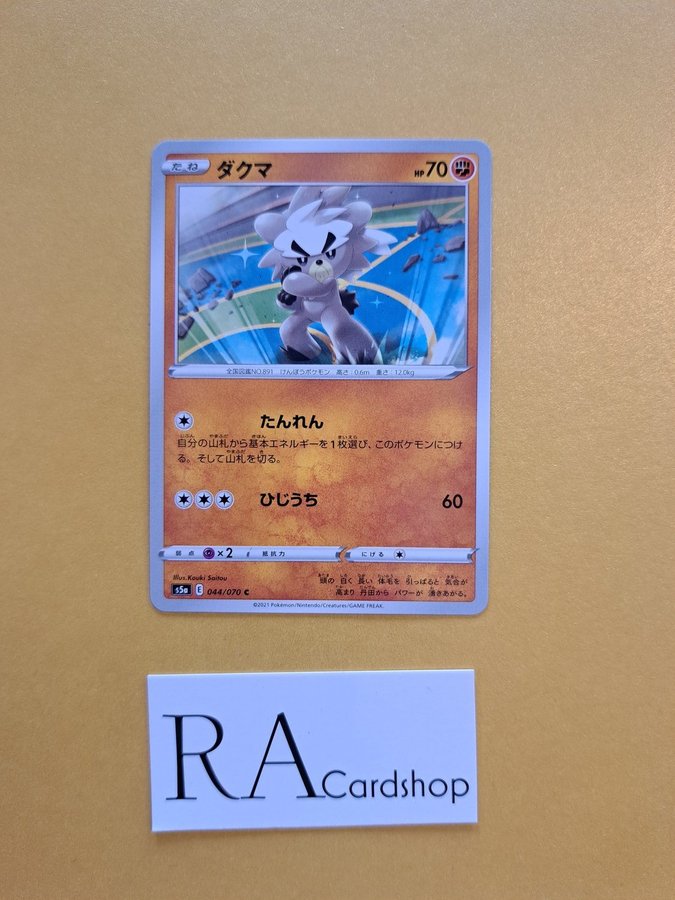 たね ダクマ HP70
全国図鑑NO.891 けんぽうポケモン 高さ:0.6m 重さ:12.0kg
たんれん
自分の山札から基本エネルギーを1枚選び、このポケモンにつけ
る。そして山札を切る。
ひじうち 60
弱点 ×2 抵抗力 にげる
Illus.Kouki Saitou
頭の白く長い体毛を引っぱると気合が
高まり丹田からパワーが湧きあがる。
s5a E 044/070 C
©2021 Pokémon/Nintendo/Creatures/GAME FREAK.
RA Cardshop